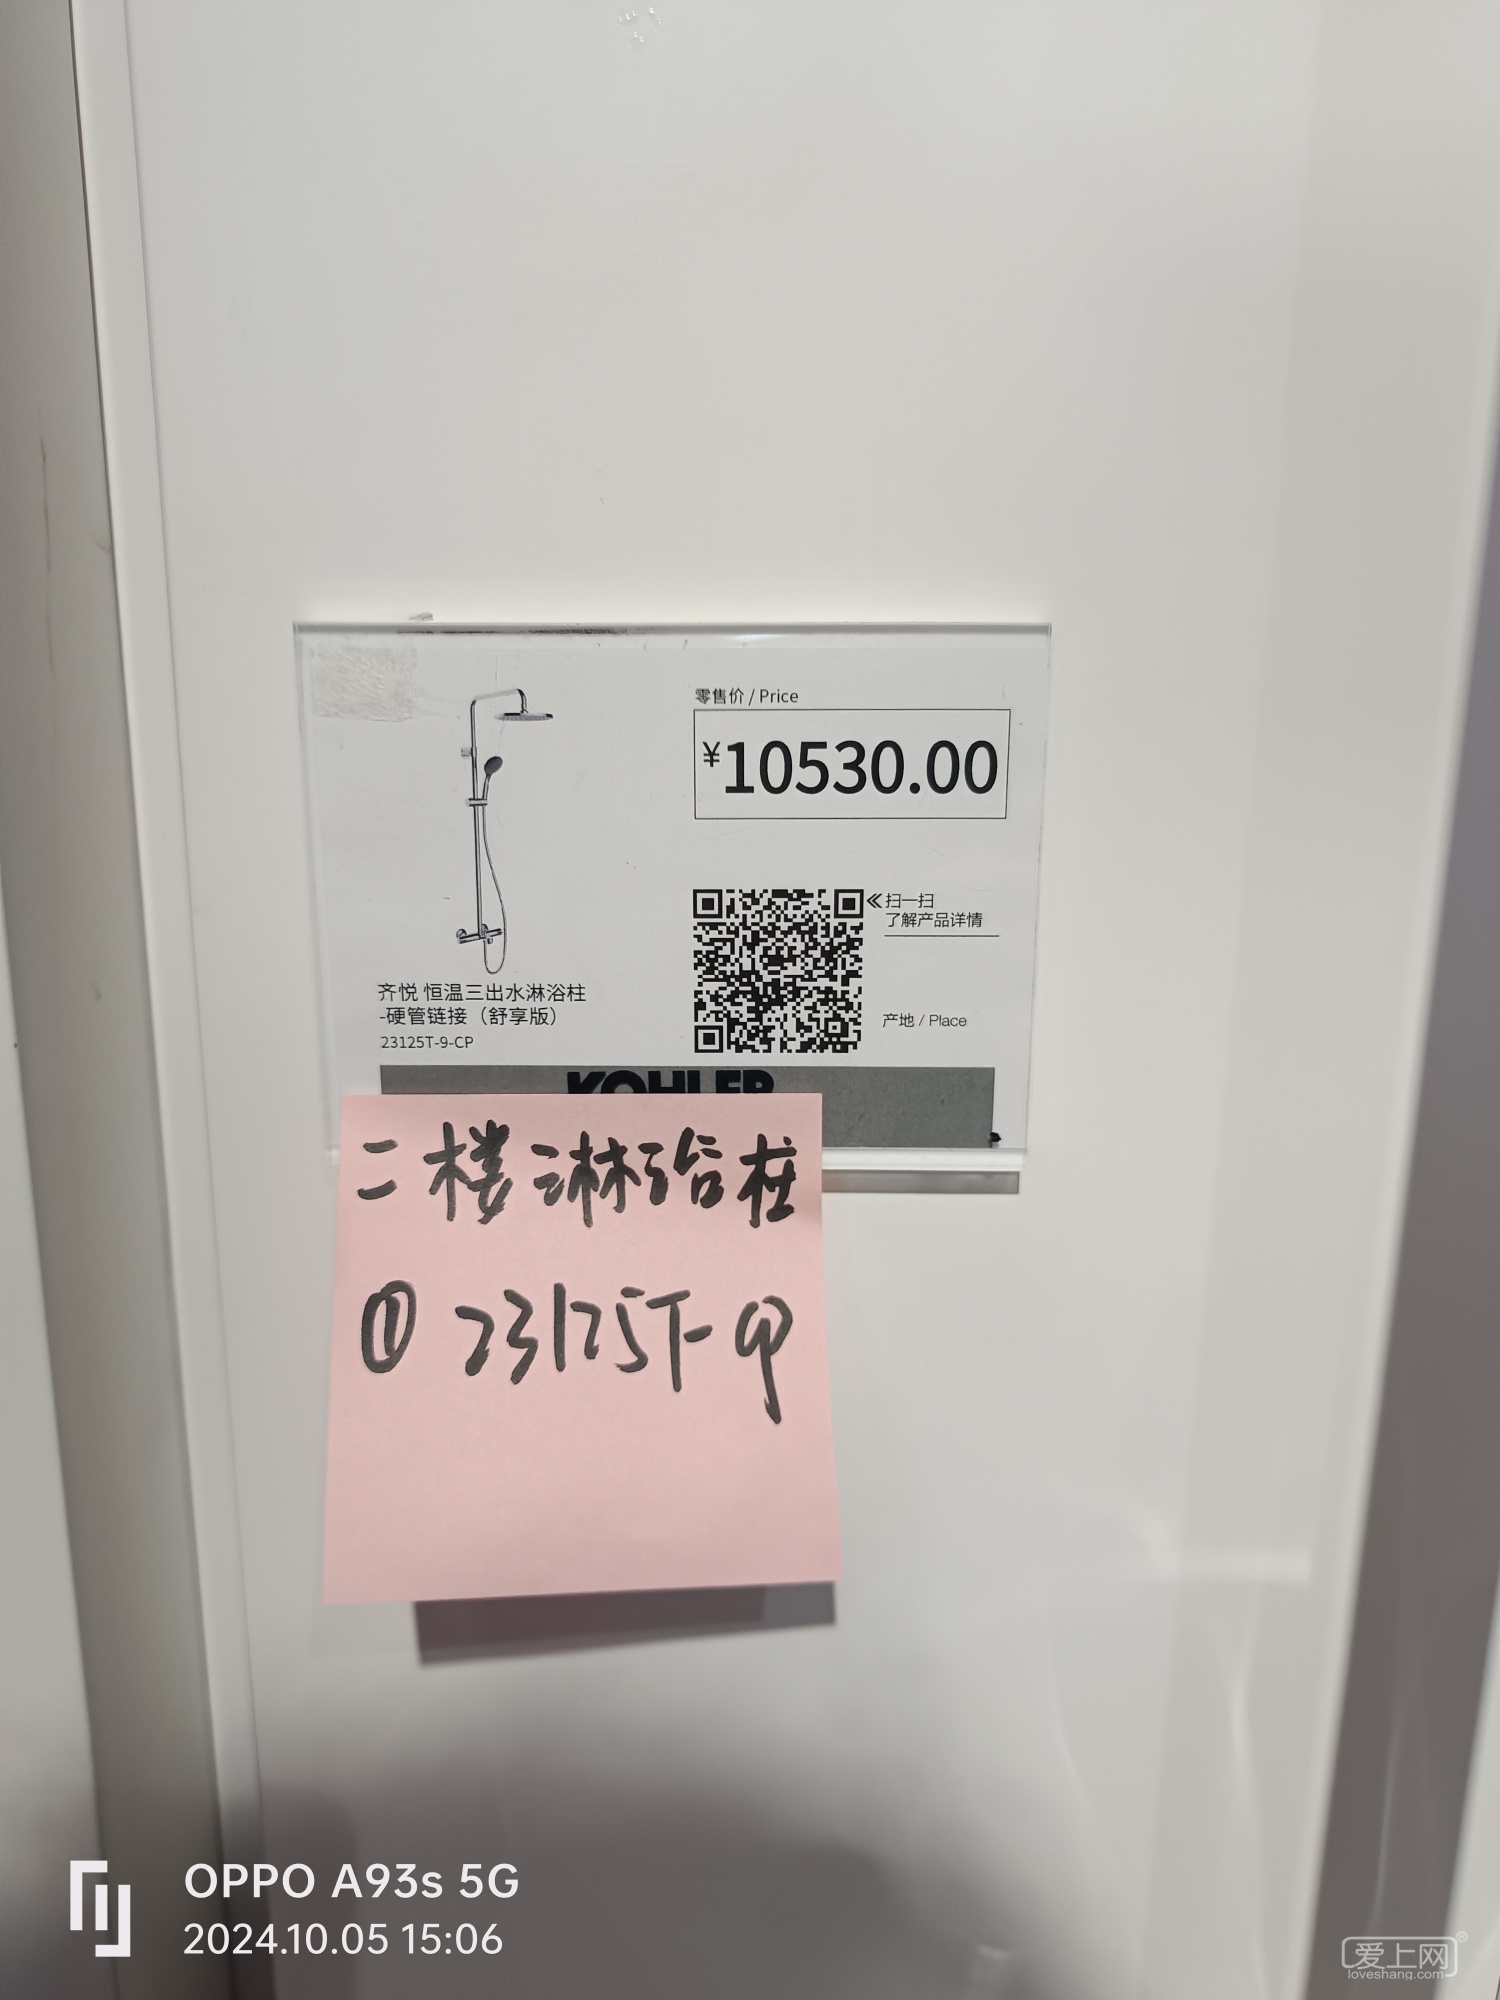 零售价 / Price
¥10530.00
«扫一扫
了解产品详情
产地 / Place
齐悦 恒温三出水淋浴柱
-硬管链接（舒享版）
23125T-9-CP
KOHLER
二楼淋浴柱
① 23125T-9
OPPO A93s 5G
2024.10.05 15:06
爱上网®
loveshang.com